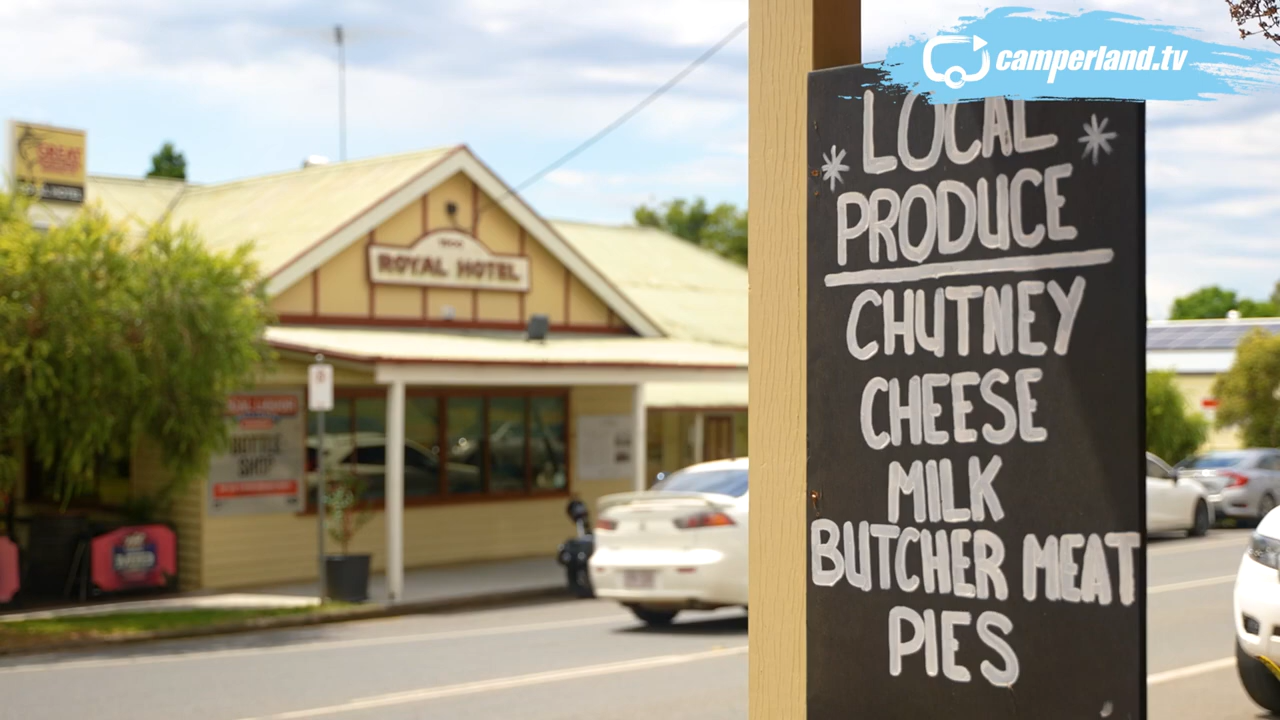 camperland.tv
LOCAL
PRODUCE
CHUTNEY
CHEESE
MILK
BUTCHER MEAT
PIES
ROYAL HOTEL
BOTTLE
SHOP